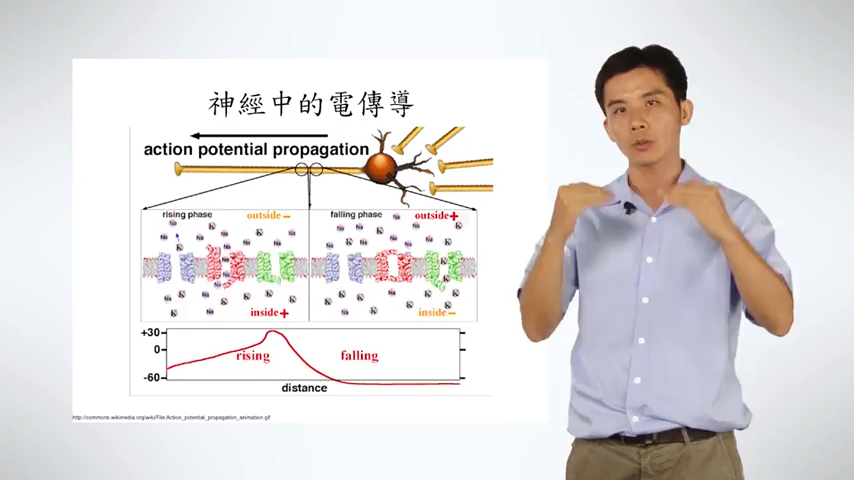 神經中的電傳導
action potential propagation
rising phase
outside −
falling phase
outside +
inside +
inside −
+30
0
-60
rising
falling
distance
http://commons.wikimedia.org/wiki/File:Action_potential_propagation_animation.gif